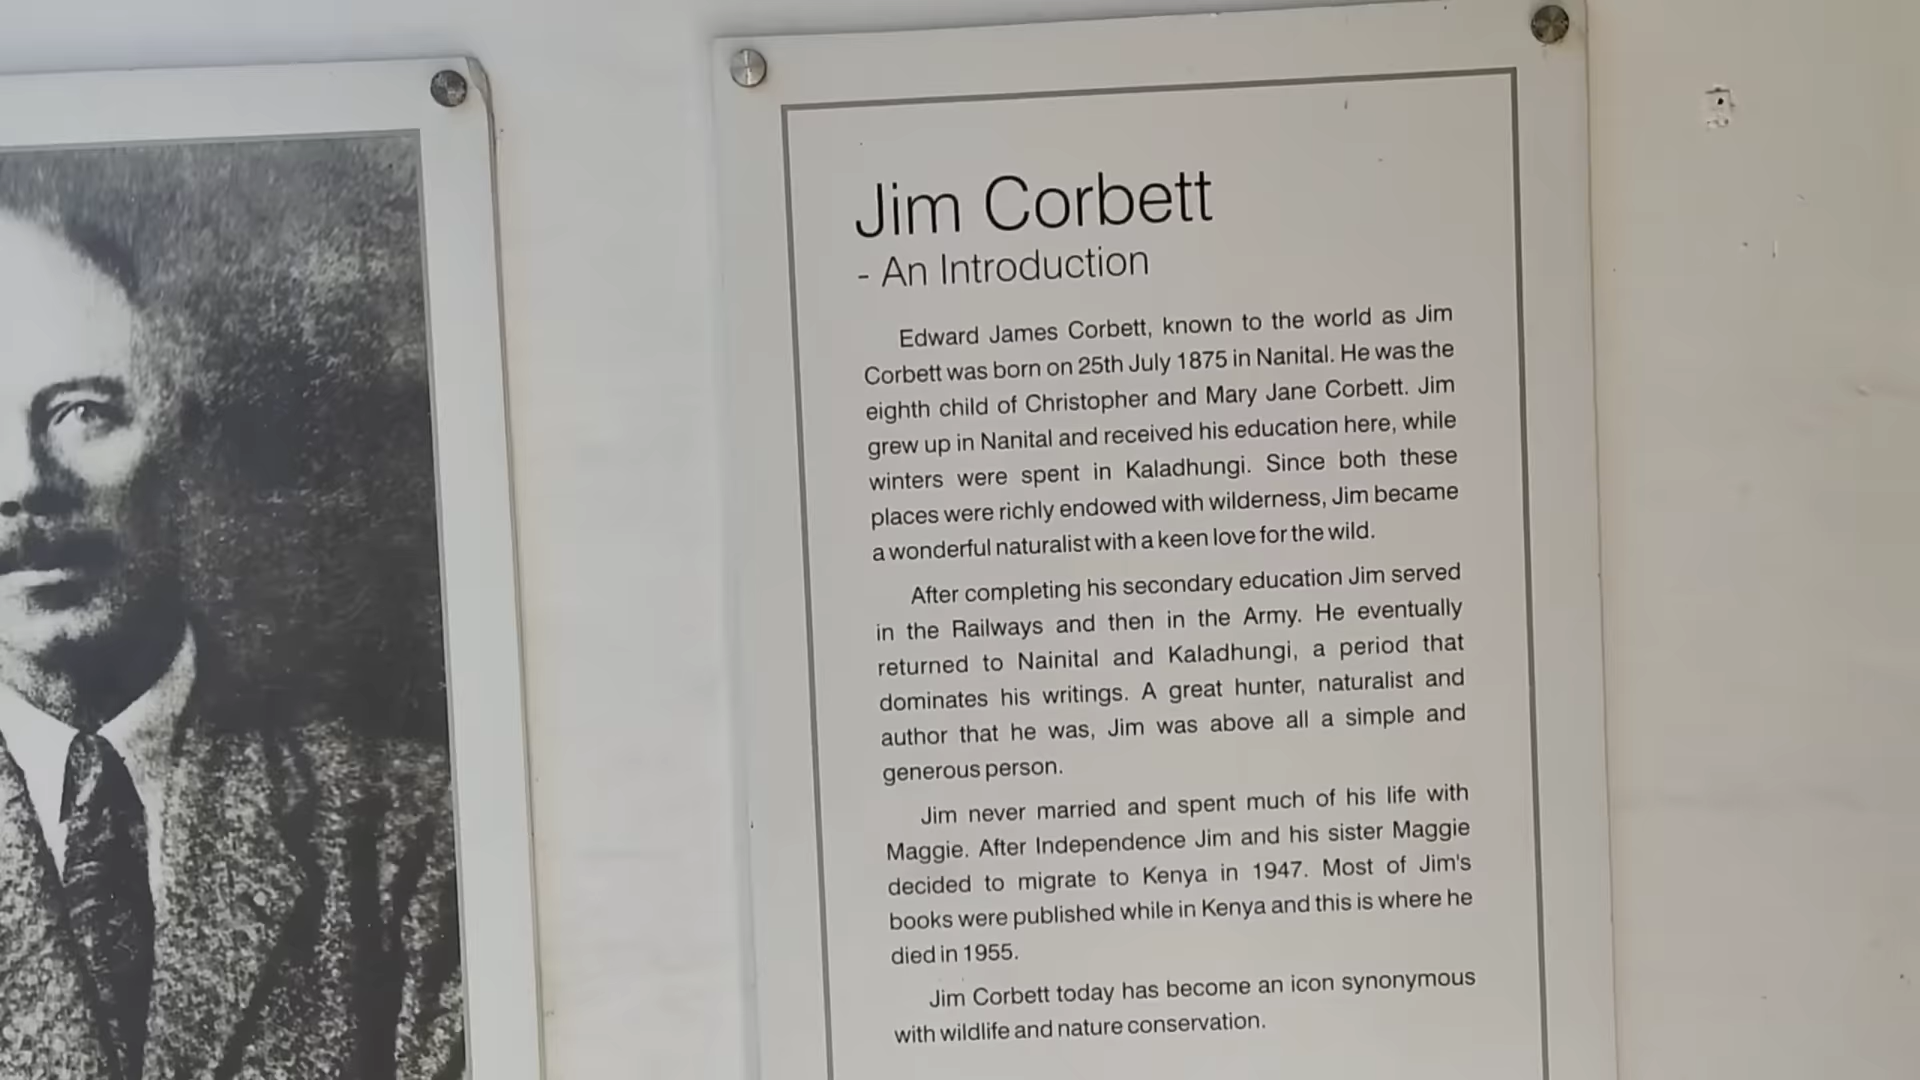 Jim Corbett
- An Introduction
Edward James Corbett, known to the world as Jim
Corbett was born on 25th July 1875 in Nanital. He was the
eighth child of Christopher and Mary Jane Corbett. Jim
grew up in Nanital and received his education here, while
winters were spent in Kaladhungi. Since both these
places were richly endowed with wilderness, Jim became
a wonderful naturalist with a keen love for the wild.
After completing his secondary education Jim served
in the Railways and then in the Army. He eventually
returned to Nainital and Kaladhungi, a period that
dominates his writings. A great hunter, naturalist and
author that he was, Jim was above all a simple and
generous person.
Jim never married and spent much of his life with
Maggie. After Independence Jim and his sister Maggie
decided to migrate to Kenya in 1947. Most of Jim's
books were published while in Kenya and this is where he
died in 1955.
Jim Corbett today has become an icon synonymous
with wildlife and nature conservation.